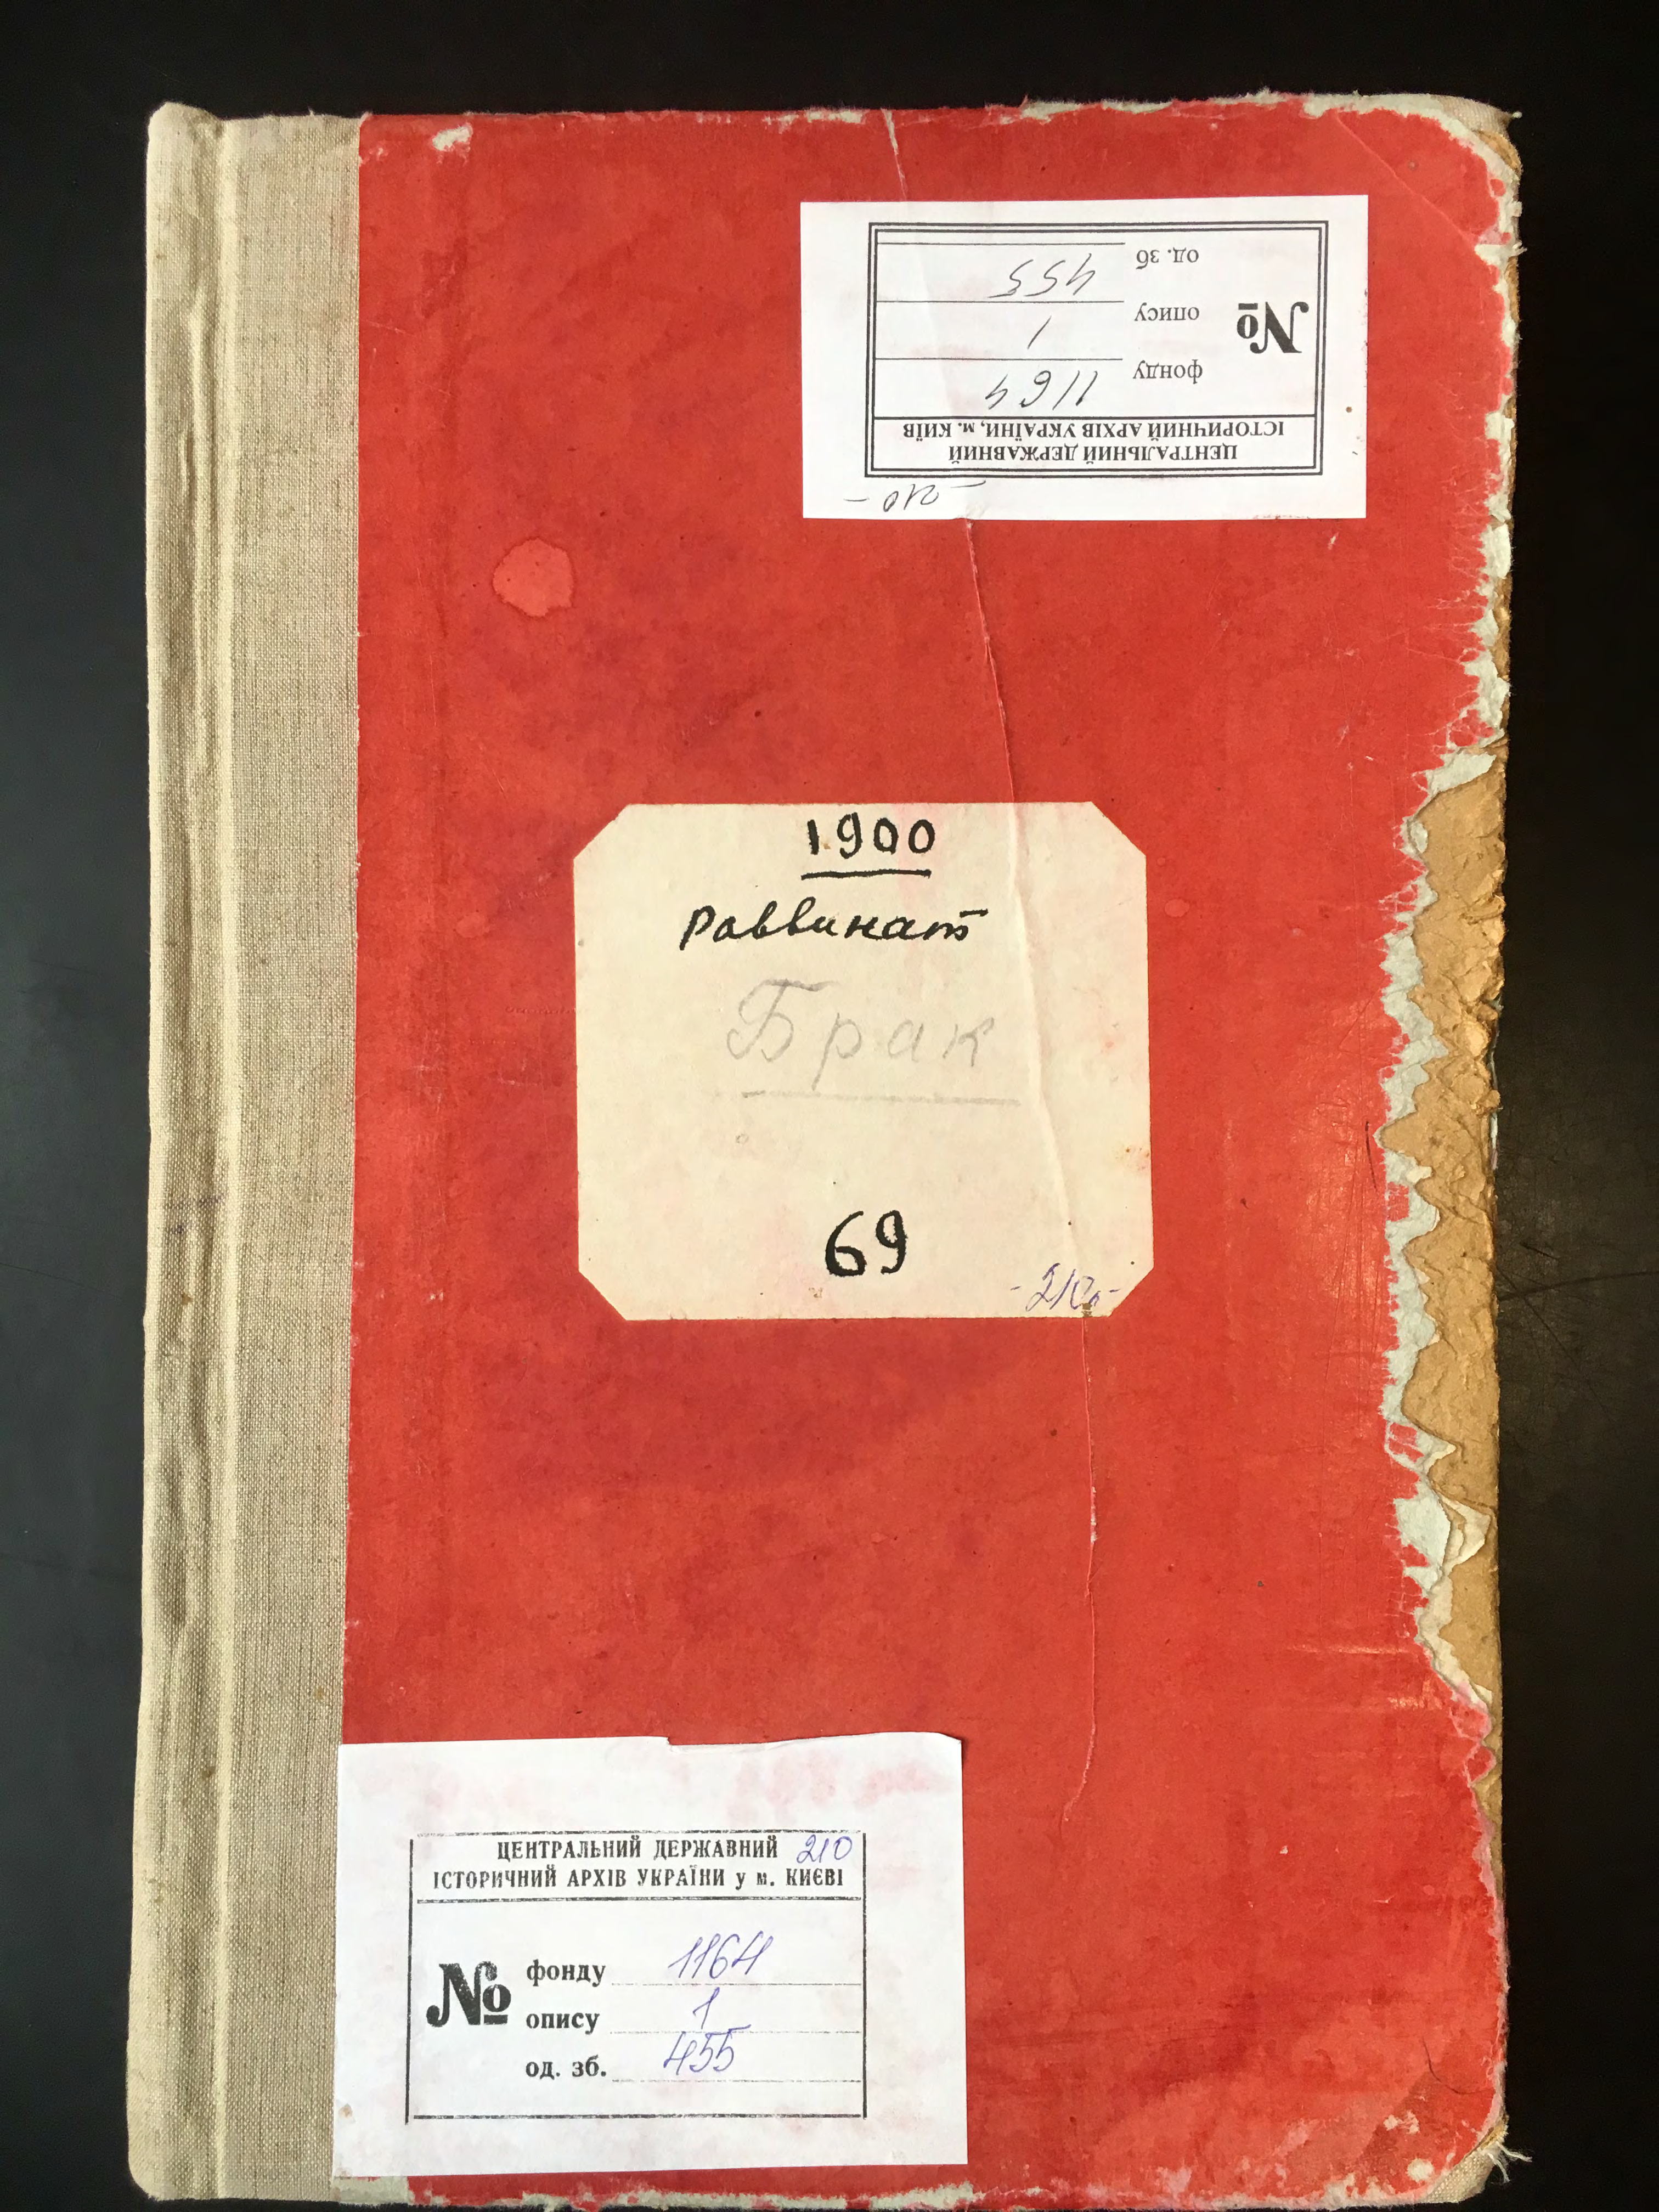 ЦЕНТРАЛЬНИЙ ДЕРЖАВНИЙ
ІСТОРИЧНИЙ АРХІВ УКРАЇНИ, м. КИЇВ
№
фонду 1164
опису 1
од. зб 455
- 210 -
1900
Раввинат
Брак
69
-210-
ЦЕНТРАЛЬНИЙ ДЕРЖАВНИЙ 210
ІСТОРИЧНИЙ АРХІВ УКРАЇНИ у м. КИЄВІ
№
фонду 1164
опису 1
од. зб. 455